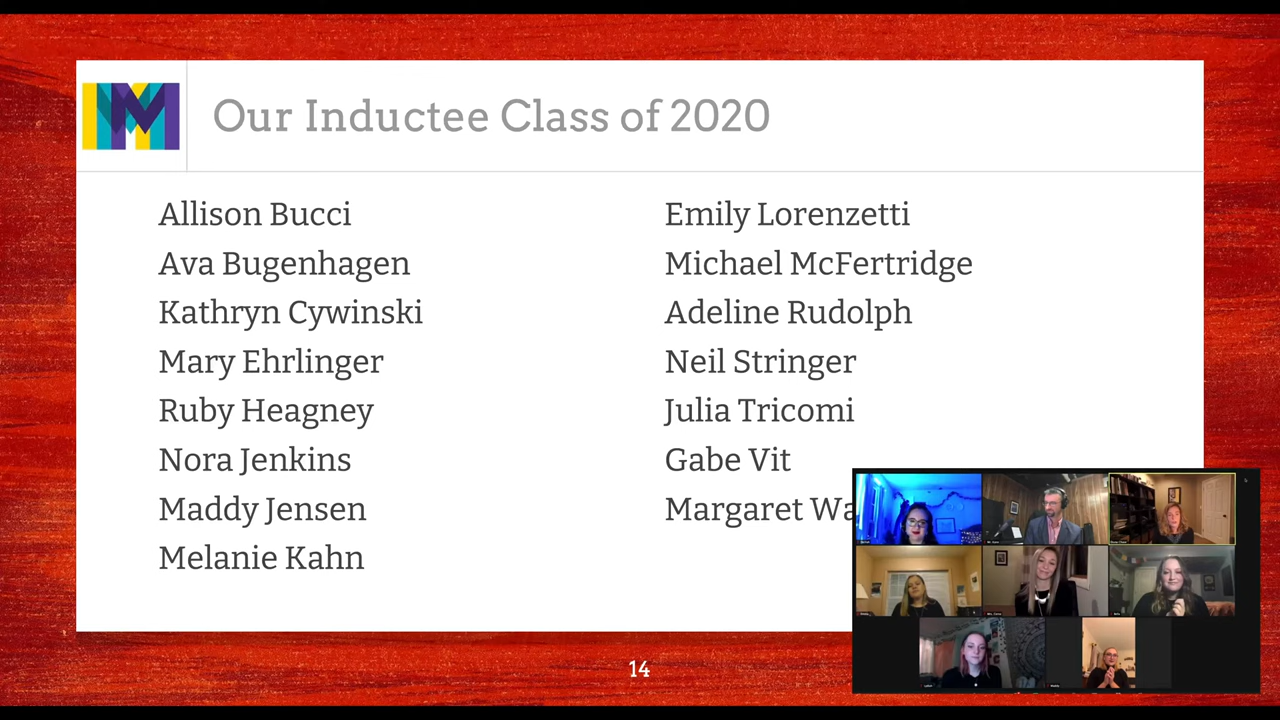 Our Inductee Class of 2020
Allison Bucci
Ava Bugenhagen
Kathryn Cywinski
Mary Ehrlinger
Ruby Heagney
Nora Jenkins
Maddy Jensen
Melanie Kahn
Emily Lorenzetti
Michael McFertridge
Adeline Rudolph
Neil Stringer
Julia Tricomi
Gabe Vit
Margaret
14